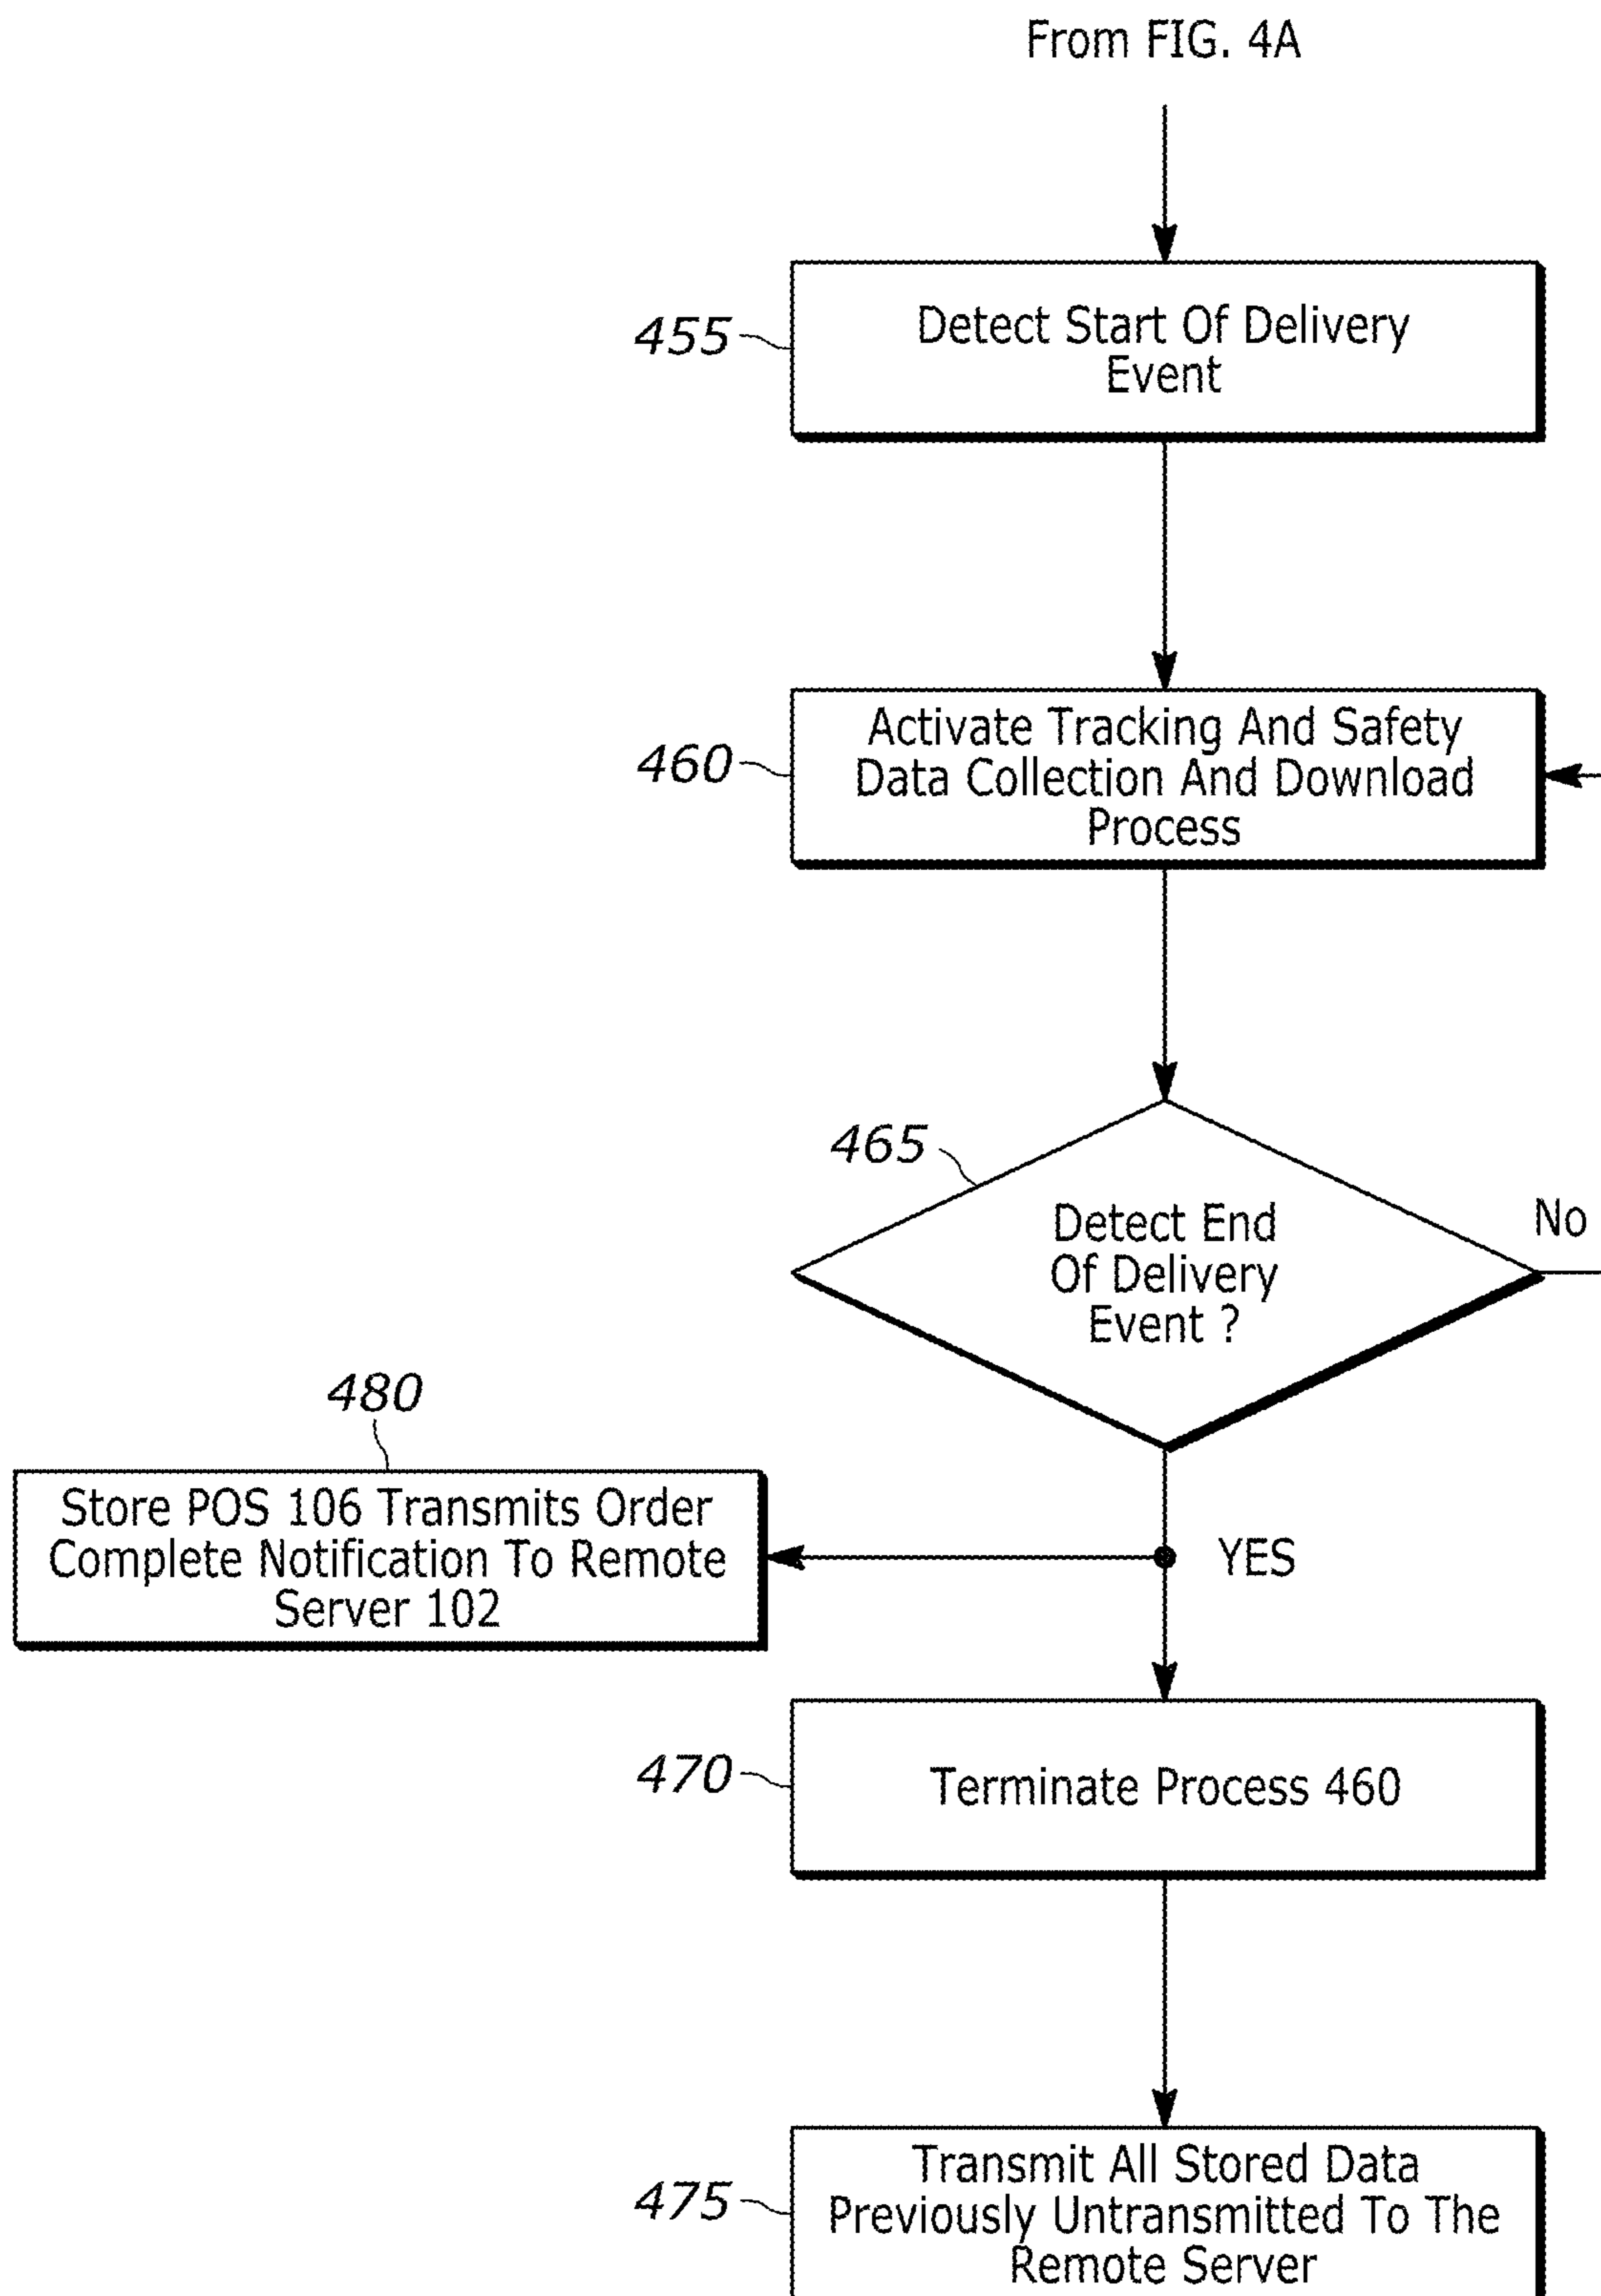 From FIG. 4A
455
Detect Start Of Delivery
Event
460
Activate Tracking And Safety
Data Collection And Download
Process
465
Detect End
Of Delivery
Event ?
No
480
Store POS 106 Transmits Order
Complete Notification To Remote
Server 102
YES
470
Terminate Process 460
475
Transmit All Stored Data
Previously Untransmitted To The
Remote Server